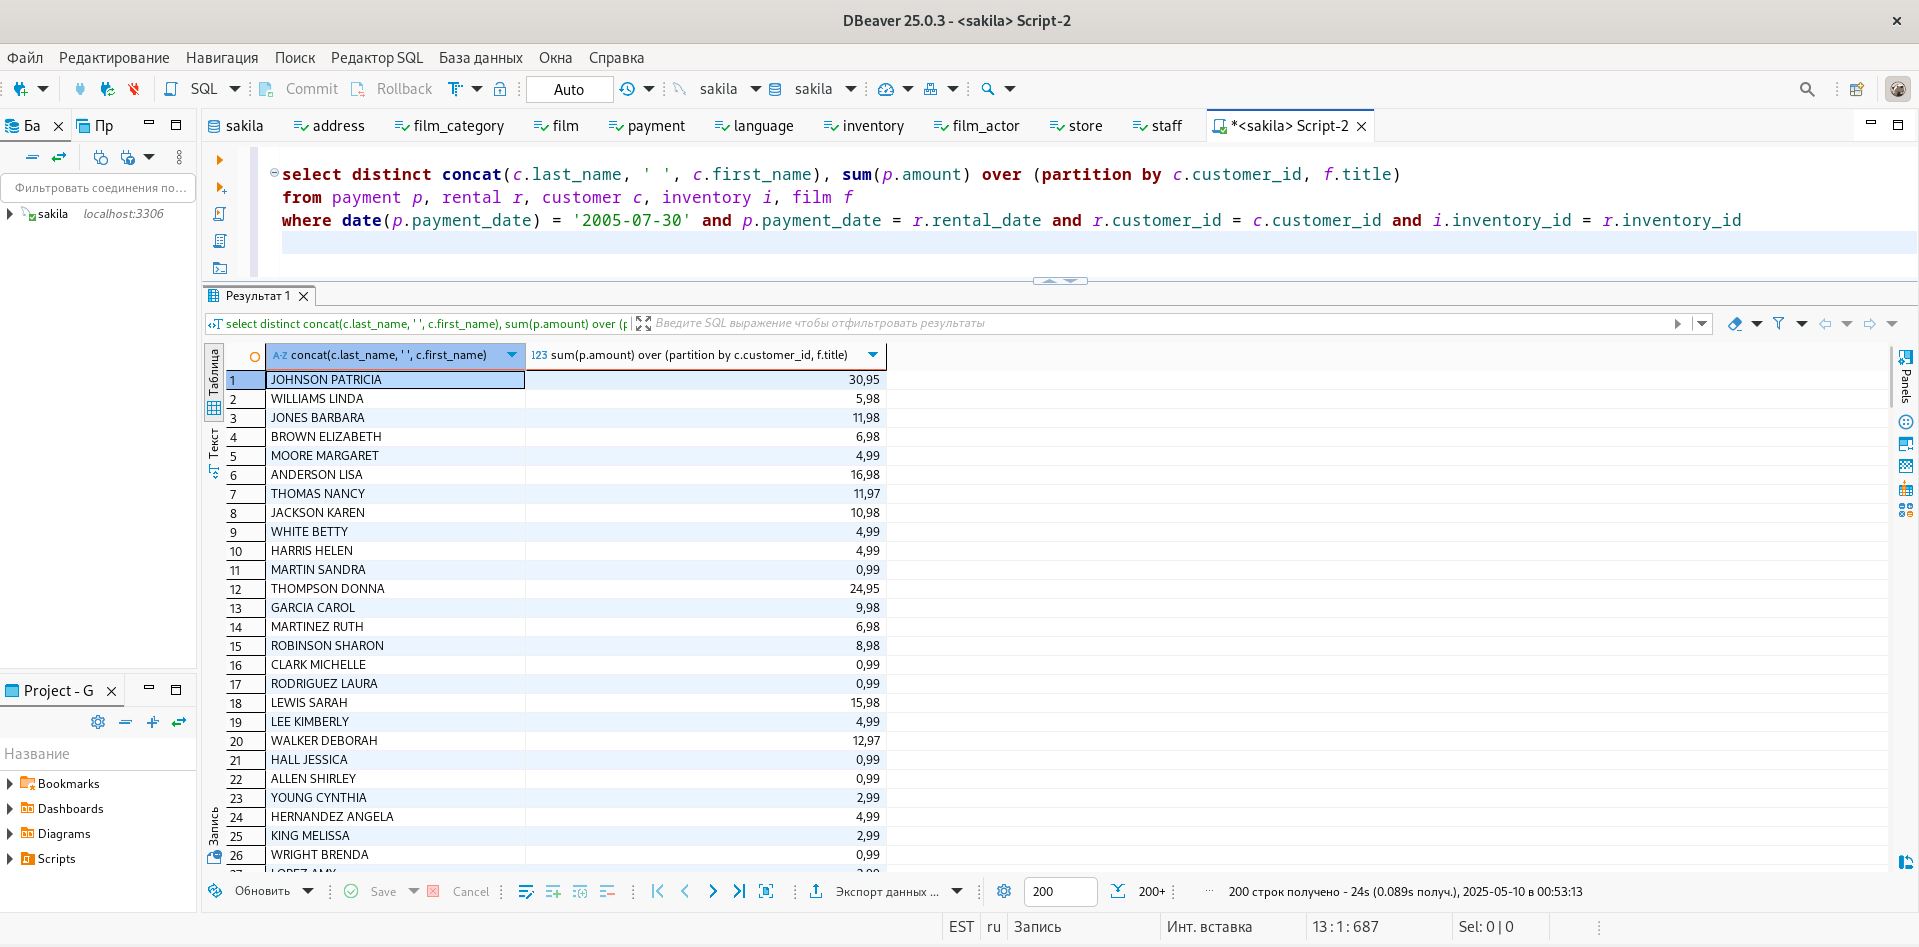 DBeaver 25.0.3 - <sakila> Script-2
Файл Редактирование Навигация Поиск Редактор SQL База данных Окна Справка
SQL Commit Rollback Auto sakila sakila
Ба Пр
sakila address film_category film payment language inventory film_actor store staff *<sakila> Script-2
Фильтровать соединения по...
sakila localhost:3306
select distinct concat(c.last_name, ' ', c.first_name), sum(p.amount) over (partition by c.customer_id, f.title)
from payment p, rental r, customer c, inventory i, film f
where date(p.payment_date) = '2005-07-30' and p.payment_date = r.rental_date and r.customer_id = c.customer_id and i.inventory_id = r.inventory_id
Результат 1
select distinct concat(c.last_name, ' ', c.first_name), sum(p.amount) over (p Введите SQL выражение чтобы отфильтровать результаты
Таблица
Текст
Запись
A-Z concat(c.last_name, ' ', c.first_name) 123 sum(p.amount) over (partition by c.customer_id, f.title)
1 JOHNSON PATRICIA 30,95
2 WILLIAMS LINDA 5,98
3 JONES BARBARA 11,98
4 BROWN ELIZABETH 6,98
5 MOORE MARGARET 4,99
6 ANDERSON LISA 16,98
7 THOMAS NANCY 11,97
8 JACKSON KAREN 10,98
9 WHITE BETTY 4,99
10 HARRIS HELEN 4,99
11 MARTIN SANDRA 0,99
12 THOMPSON DONNA 24,95
13 GARCIA CAROL 9,98
14 MARTINEZ RUTH 6,98
15 ROBINSON SHARON 8,98
16 CLARK MICHELLE 0,99
17 RODRIGUEZ LAURA 0,99
18 LEWIS SARAH 15,98
19 LEE KIMBERLY 4,99
20 WALKER DEBORAH 12,97
21 HALL JESSICA 0,99
22 ALLEN SHIRLEY 0,99
23 YOUNG CYNTHIA 2,99
24 HERNANDEZ ANGELA 4,99
25 KING MELISSA 2,99
26 WRIGHT BRENDA 0,99
Panels
Project - G
Название
Bookmarks
Dashboards
Diagrams
Scripts
Обновить Save Cancel Экспорт данных ... 200 200+ ... 200 строк получено - 24s (0.089s получ.), 2025-05-10 в 00:53:13
EST ru Запись Инт. вставка 13 : 1 : 687 Sel: 0 | 0